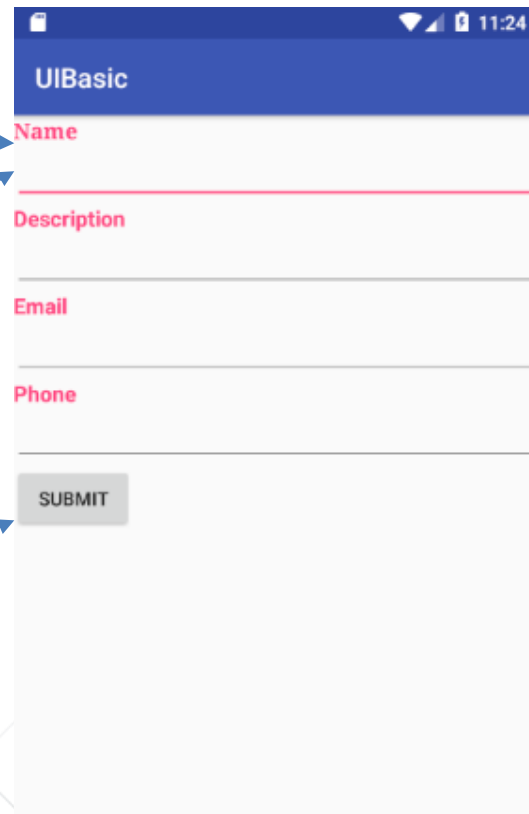 11:24
UIBasic
Name
Description
Email
Phone
SUBMIT